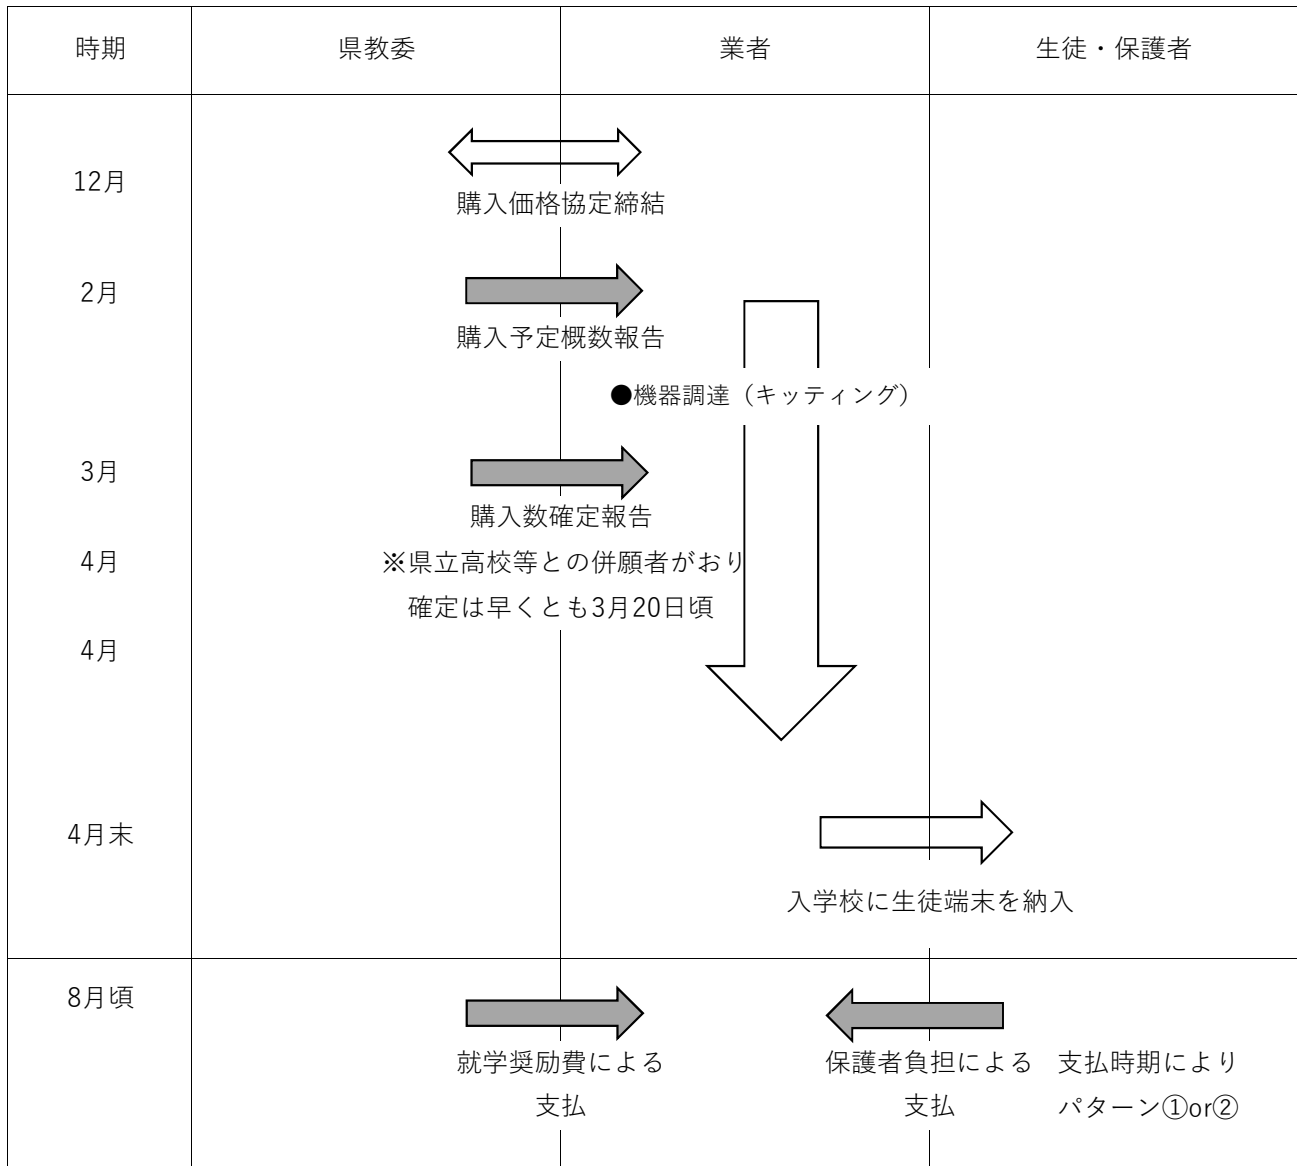 時期
県教委
業者
生徒・保護者
12月
購入価格協定締結
2月
購入予定概数報告
●機器調達（キッティング）
3月
購入数確定報告
4月
※県立高校等との併願者がおり
確定は早くとも3月20日頃
4月
4月末
入学校に生徒端末を納入
8月頃
就学奨励費による
支払
保護者負担による
支払
支払時期により
パターン①or②